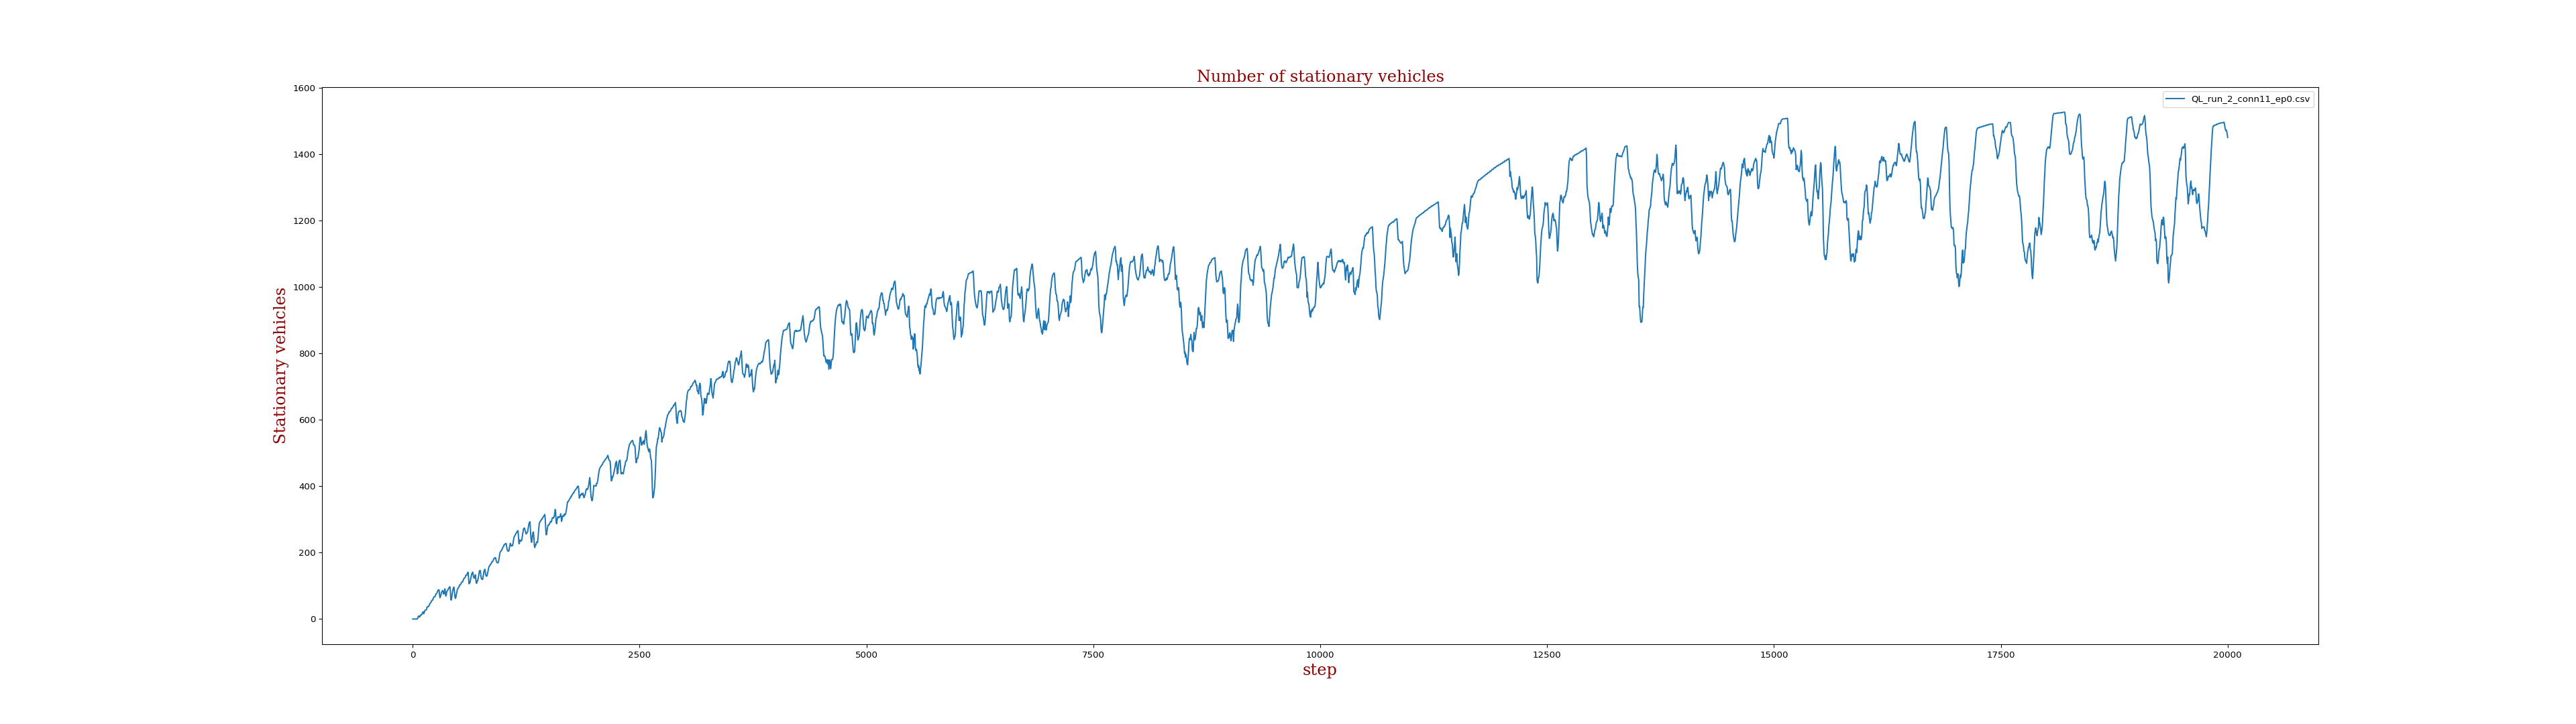 Number of stationary vehicles
QL_run_2_conn11_ep0.csv
Stationary vehicles
1600
1400
1200
1000
800
600
400
200
0
0 2500 5000 7500 10000 12500 15000 17500 20000
step